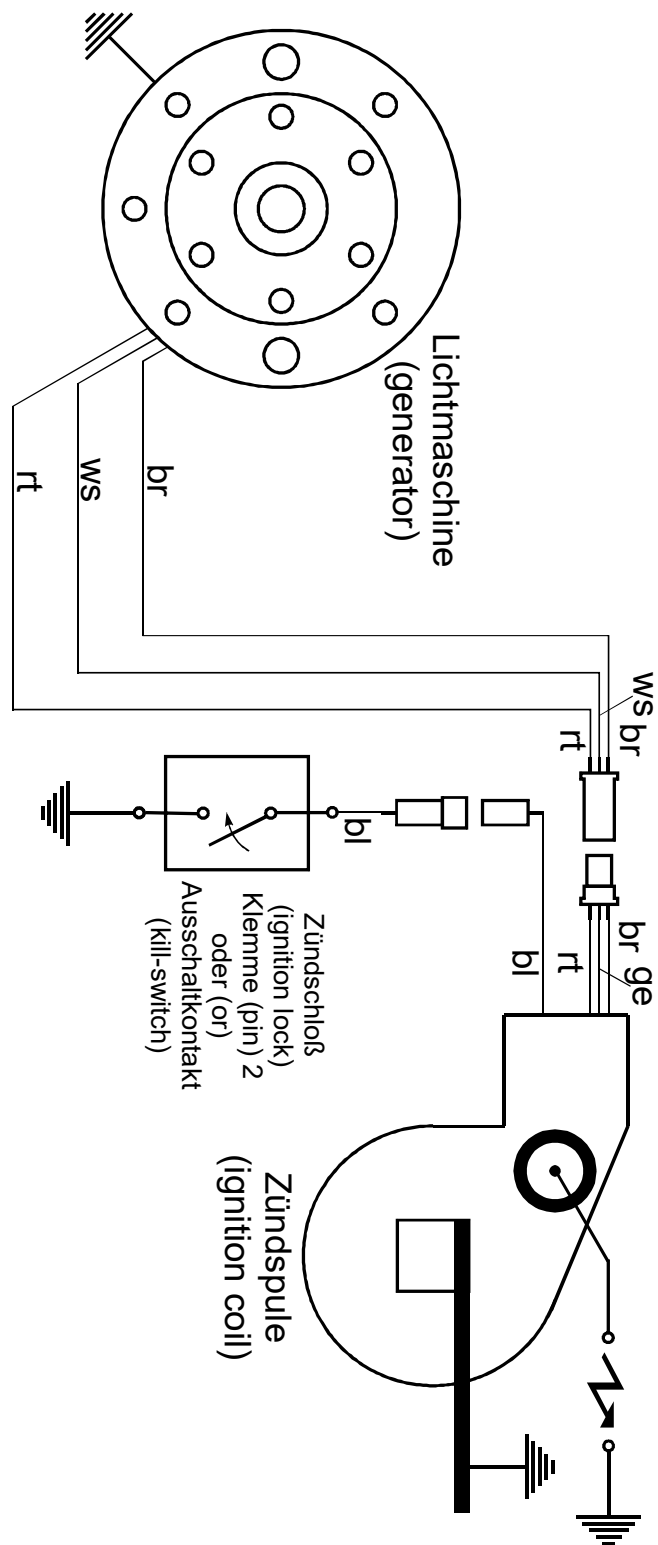 Lichtmaschine
(generator)
br
ws
rt
ws
br
rt
bl
br
ge
rt
bl
Zündschloß
(ignition lock)
Klemme (pin) 2
oder (or)
Ausschaltkontakt
(kill-switch)
Zündspule
(ignition coil)